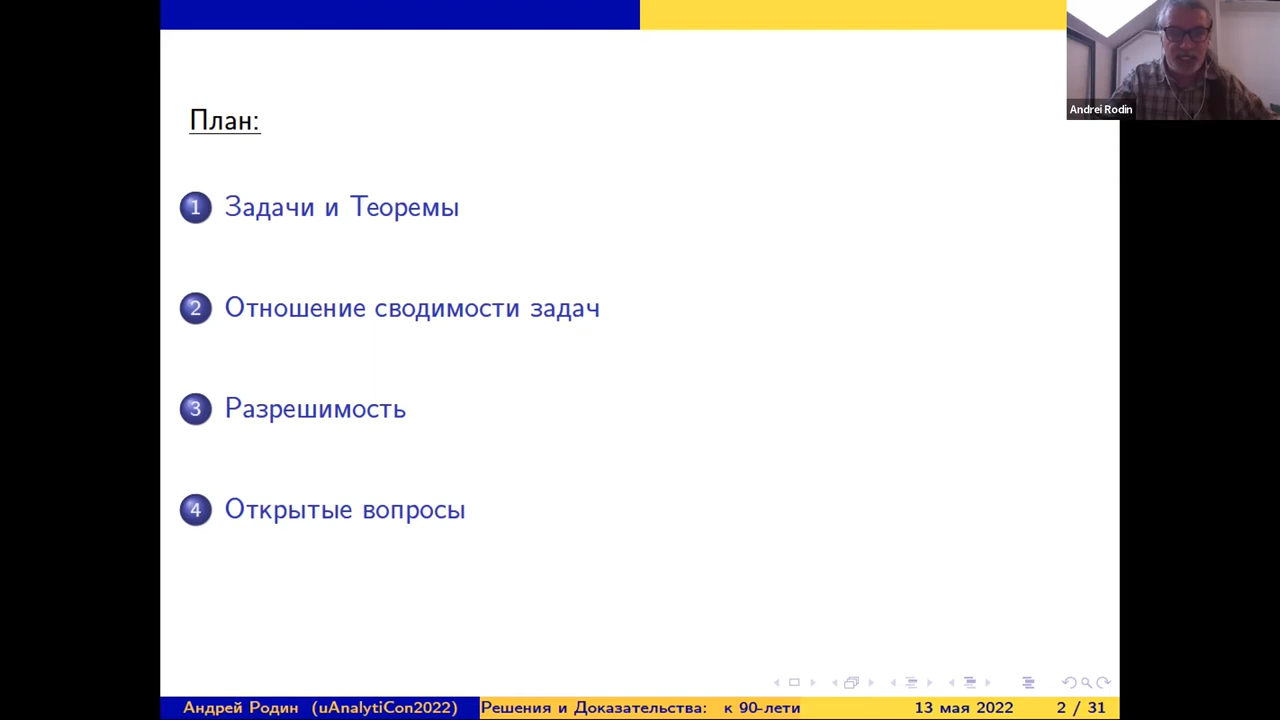 Andrei Rodin
План:
1 Задачи и Теоремы
2 Отношение сводимости задач
3 Разрешимость
4 Открытые вопросы
Андрей Родин (uAnalytiCon2022) Решения и Доказательства: к 90-лети 13 мая 2022 2 / 31